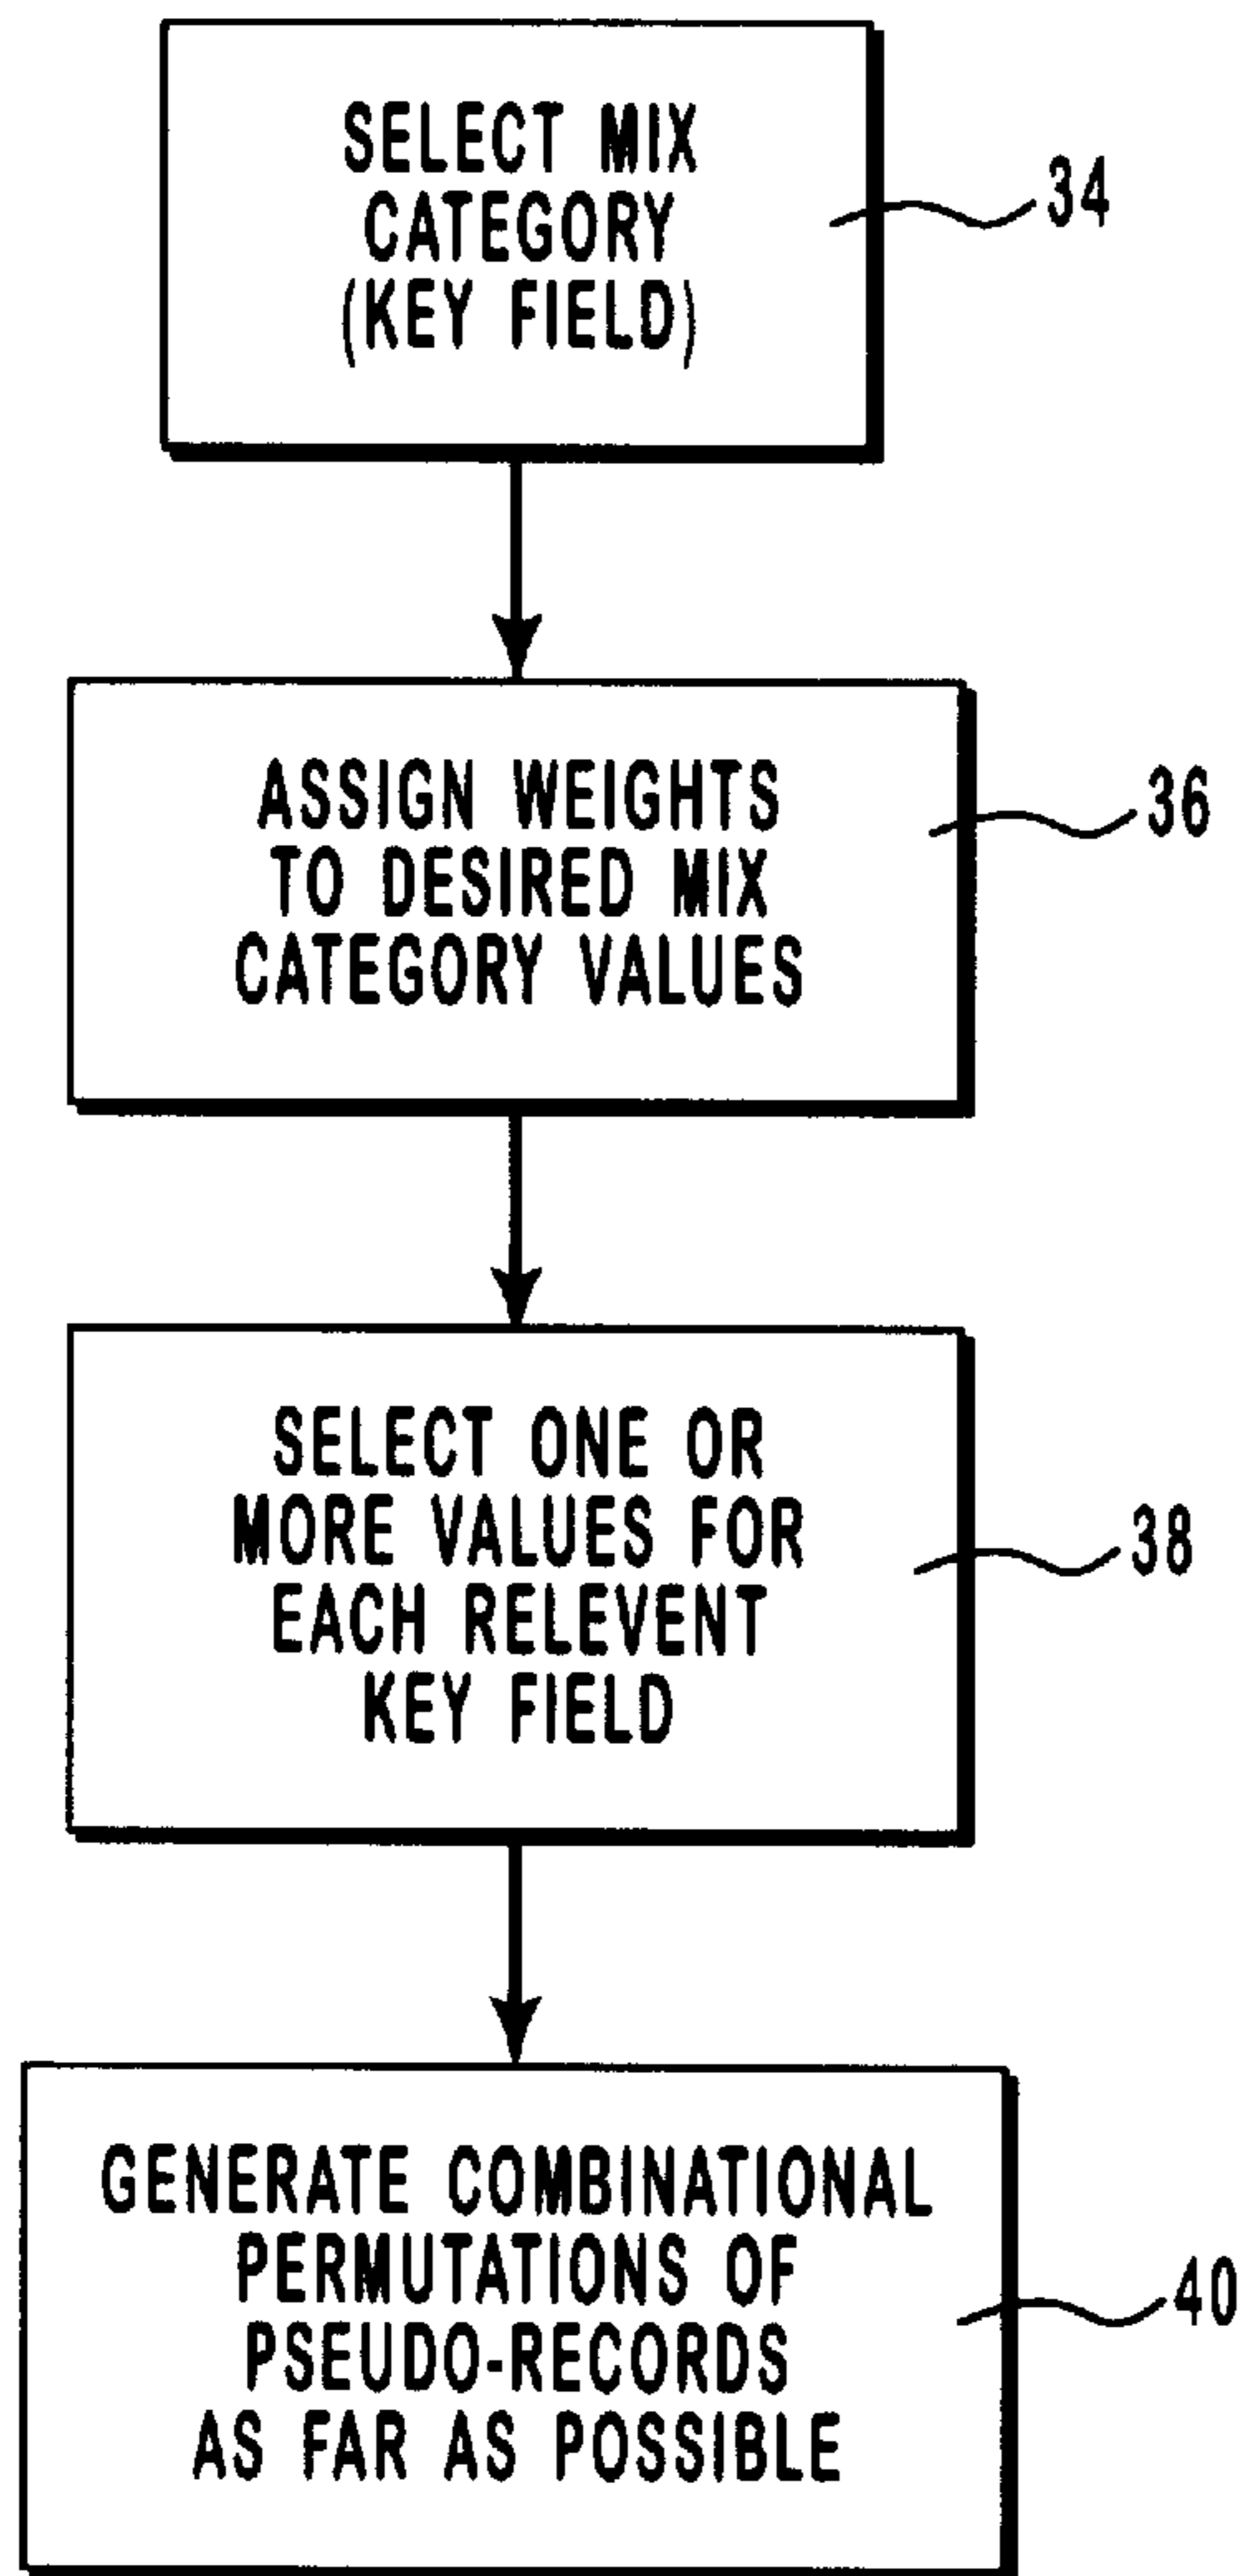 SELECT MIX
CATEGORY
(KEY FIELD)
34
ASSIGN WEIGHTS
TO DESIRED MIX
CATEGORY VALUES
36
SELECT ONE OR
MORE VALUES FOR
EACH RELEVENT
KEY FIELD
38
GENERATE COMBINATIONAL
PERMUTATIONS OF
PSEUDO-RECORDS
AS FAR AS POSSIBLE
40